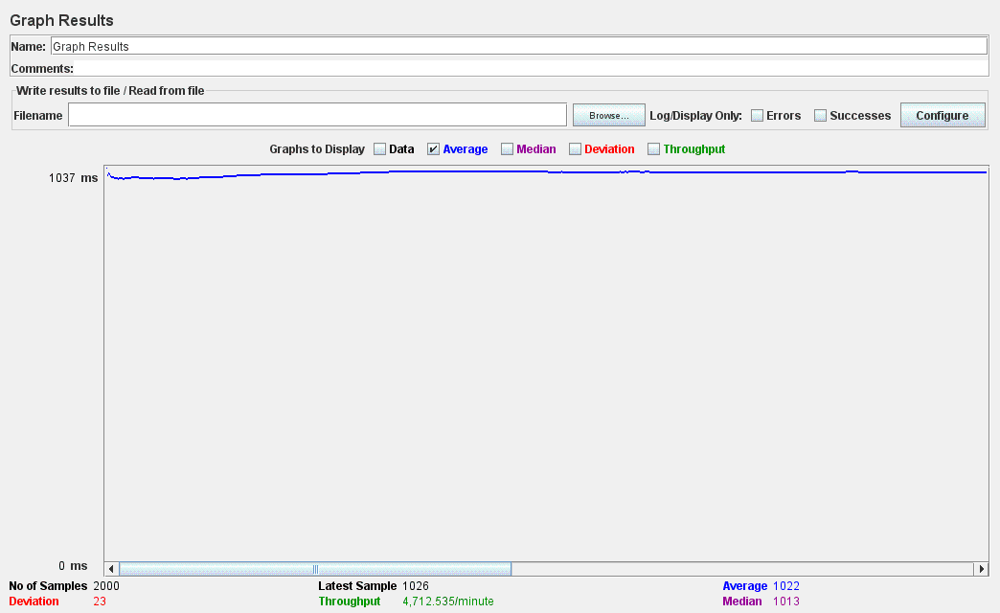 Graph Results
Name: Graph Results
Comments:
Write results to file / Read from file
Filename Browse... Log/Display Only: Errors Successes Configure
Graphs to Display Data Average Median Deviation Throughput
1037 ms
0 ms
No of Samples 2000 Latest Sample 1026 Average 1022
Deviation 23 Throughput 4,712.535/minute Median 1013